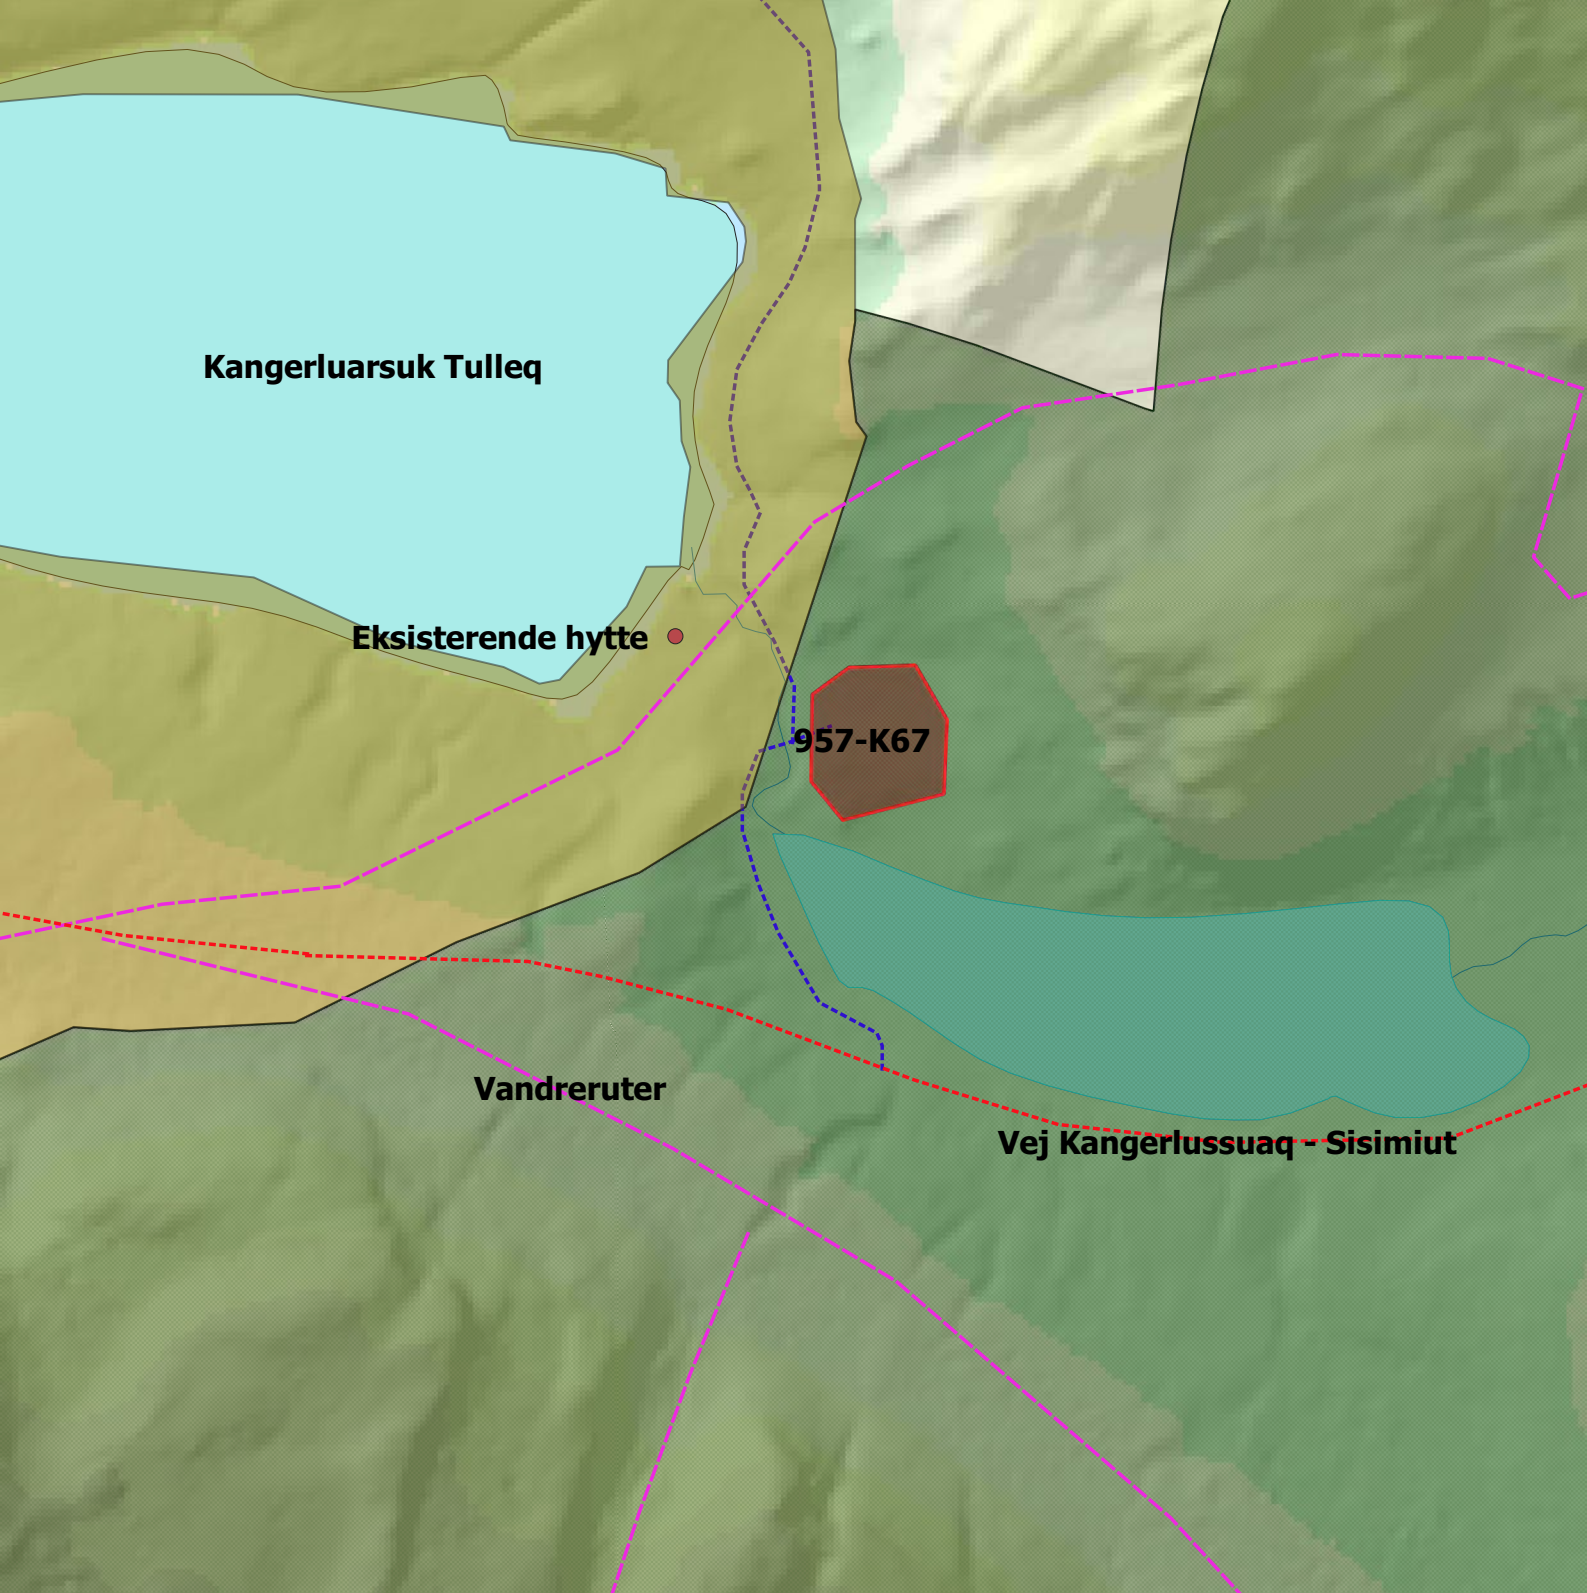 Kangerluarsuk Tulleq
Eksisterende hytte
957-K67
Vandreruter
Vej Kangerlussuaq - Sisimiut